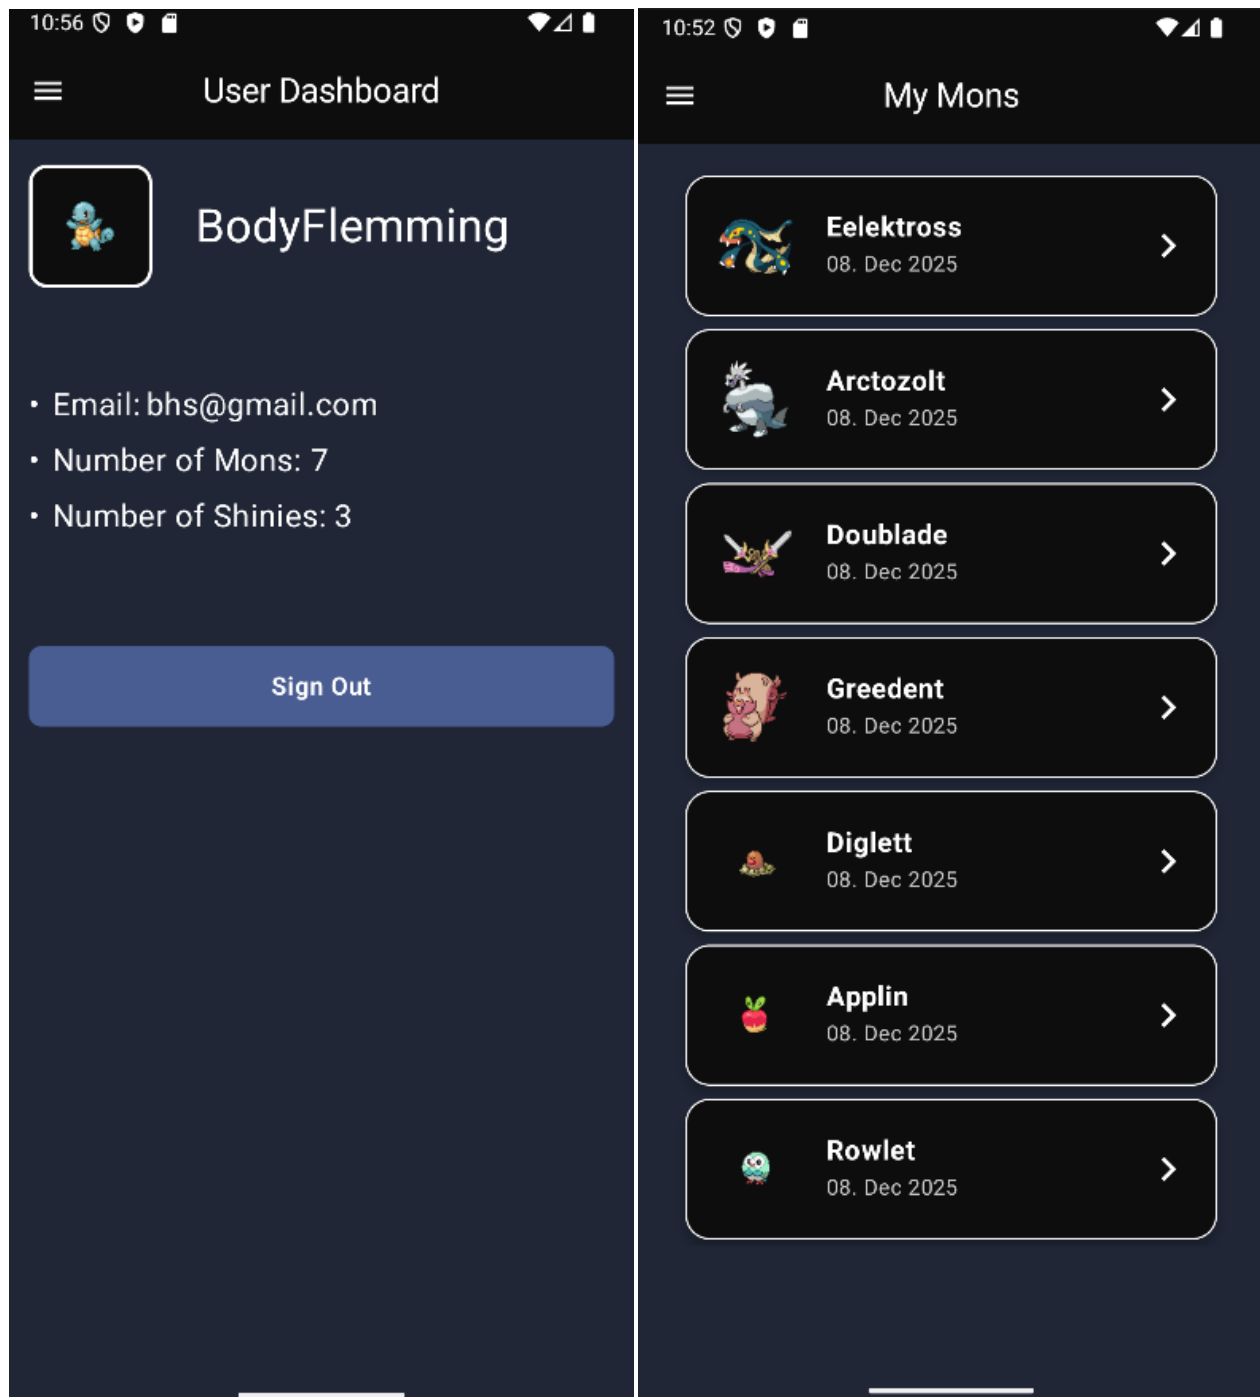 10:56
User Dashboard
BodyFlemming
• Email: bhs@gmail.com
• Number of Mons: 7
• Number of Shinies: 3
Sign Out
10:52
My Mons
Eelektross
08. Dec 2025
Arctozolt
08. Dec 2025
Doublade
08. Dec 2025
Greedent
08. Dec 2025
Diglett
08. Dec 2025
Applin
08. Dec 2025
Rowlet
08. Dec 2025